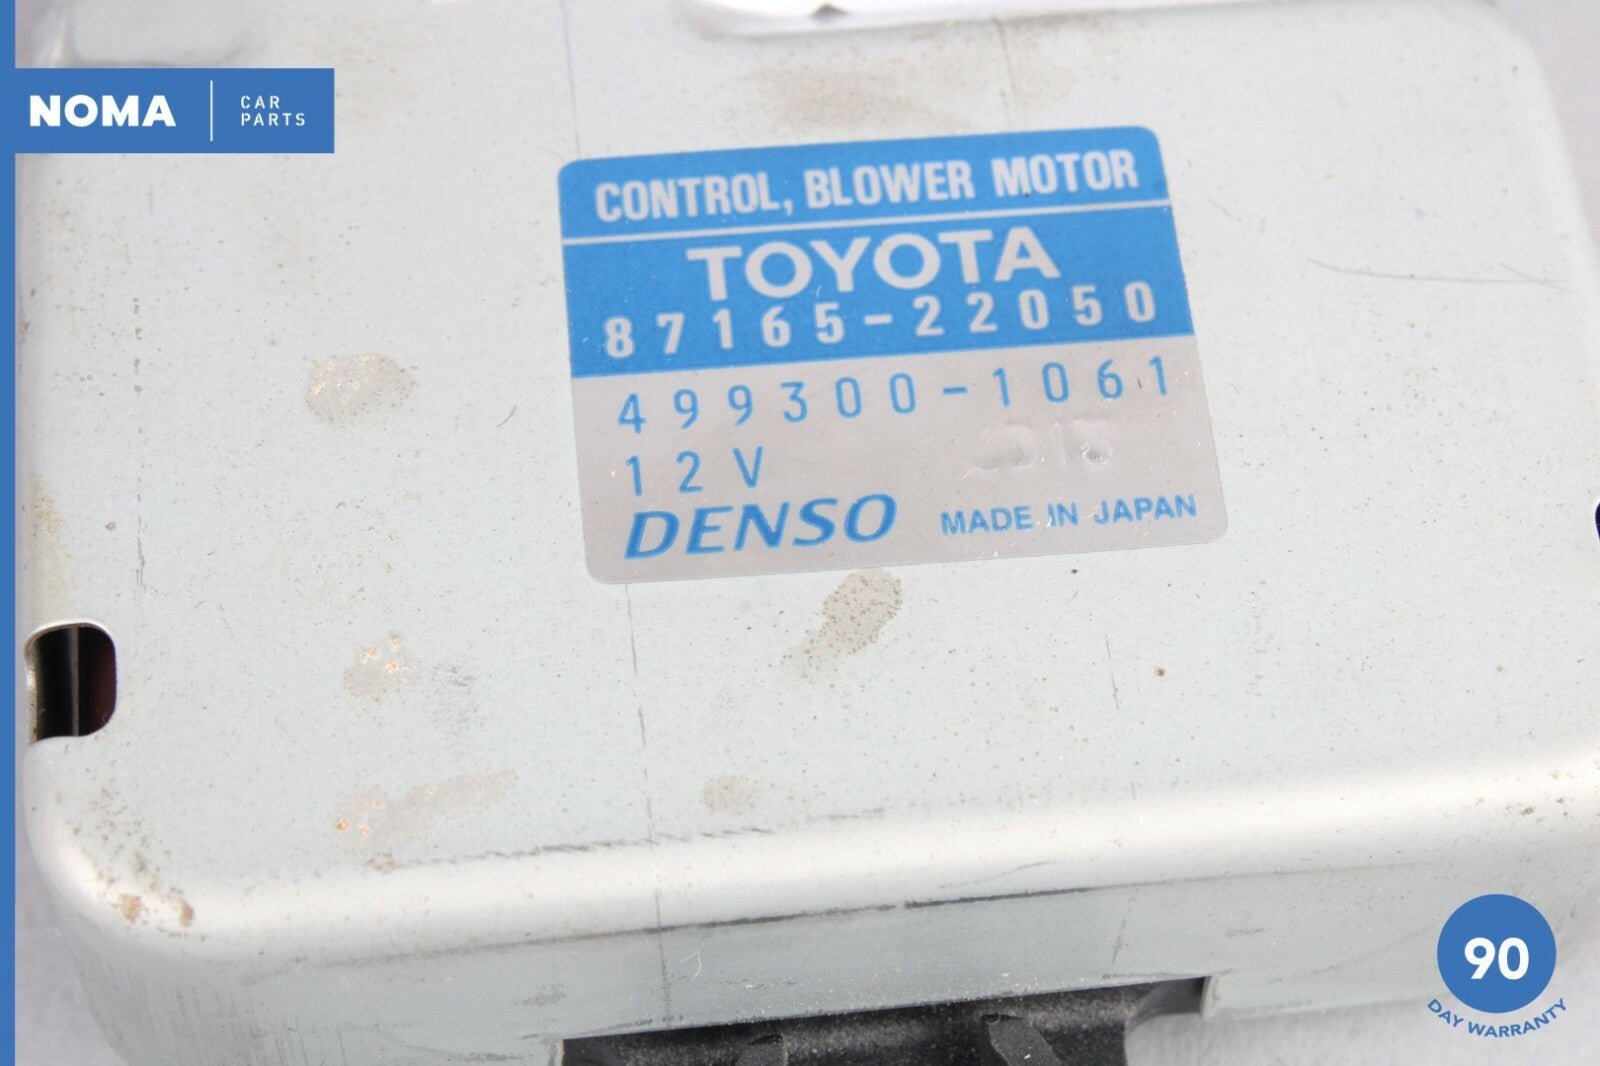 NOMA
CAR
PARTS
CONTROL, BLOWER MOTOR
TOYOTA
87165-22050
499300-1061
12V
DENSO MADE IN JAPAN
90
DAY WARRANTY